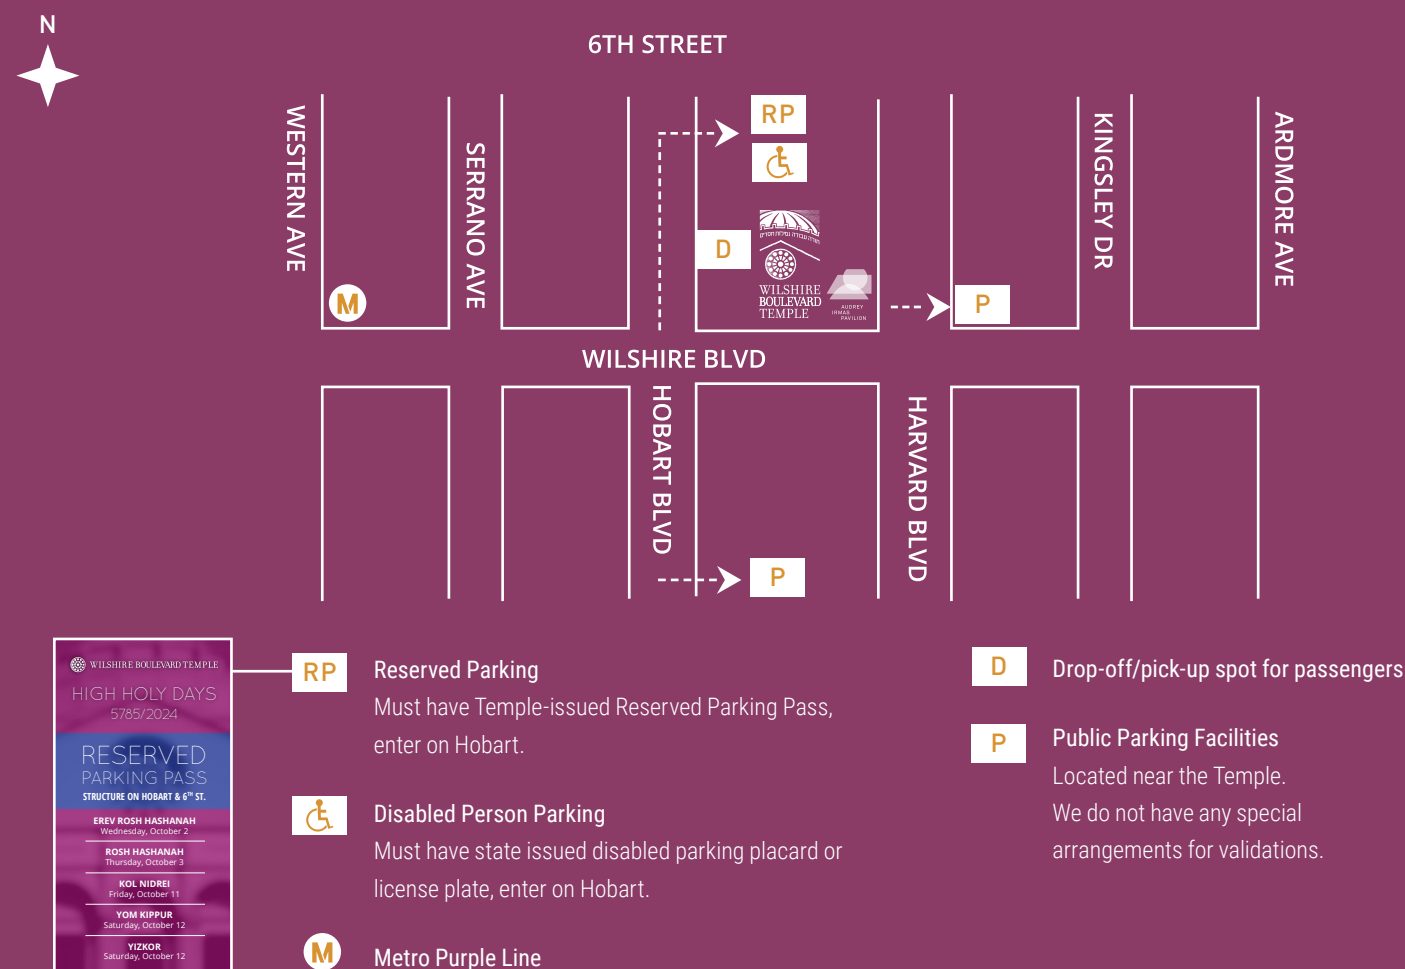 N
6TH STREET
WESTERN AVE
SERRANO AVE
RP
D
תורה עבודה גמילות חסדים
WILSHIRE
BOULEVARD
TEMPLE
AUDREY
IRMAS
PAVILION
KINGSLEY DR
ARDMORE AVE
M
P
WILSHIRE BLVD
HOBART BLVD
HARVARD BLVD
P
WILSHIRE BOULEVARD TEMPLE
HIGH HOLY DAYS
5785/2024
RESERVED
PARKING PASS
STRUCTURE ON HOBART & 6TH ST.
EREV ROSH HASHANAH
Wednesday, October 2
ROSH HASHANAH
Thursday, October 3
KOL NIDREI
Friday, October 11
YOM KIPPUR
Saturday, October 12
YIZKOR
Saturday, October 12
RP
Reserved Parking
Must have Temple-issued Reserved Parking Pass,
enter on Hobart.
Disabled Person Parking
Must have state issued disabled parking placard or
license plate, enter on Hobart.
M
Metro Purple Line
D
Drop-off/pick-up spot for passengers
P
Public Parking Facilities
Located near the Temple.
We do not have any special
arrangements for validations.